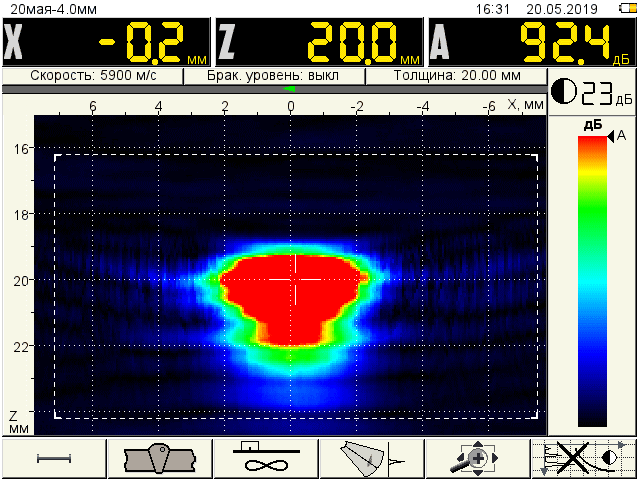 20мая-4.0мм 16:31 20.05.2019
X -0.2 мм Z 20.0 мм A 92.4 дБ
Скорость: 5900 м/с Брак. уровень: выкл Толщина: 20.00 мм
23 дБ
6 4 2 0 -2 -4 -6 X, мм
дБ
A
16
18
20
22
Z
мм